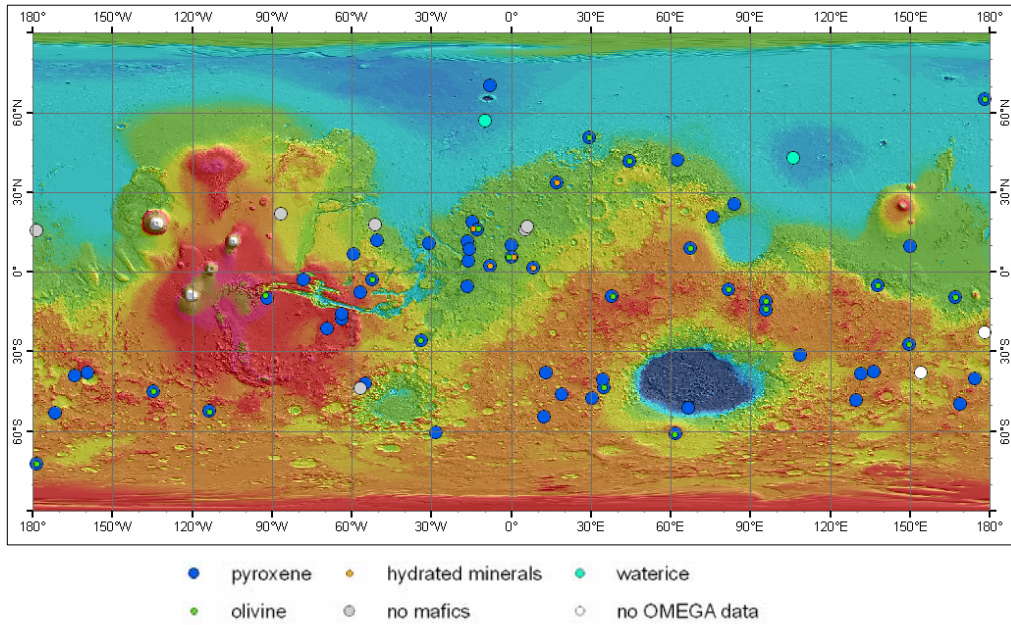 180° 150°W 120°W 90°W 60°W 30°W 0° 30°E 60°E 90°E 120°E 150°E 180°
60°N 60°N
30°N 30°N
0° 0°
30°S 30°S
60°S 60°S
180° 150°W 120°W 90°W 60°W 30°W 0° 30°E 60°E 90°E 120°E 150°E 180°
pyroxene hydrated minerals waterice
olivine no mafics no OMEGA data